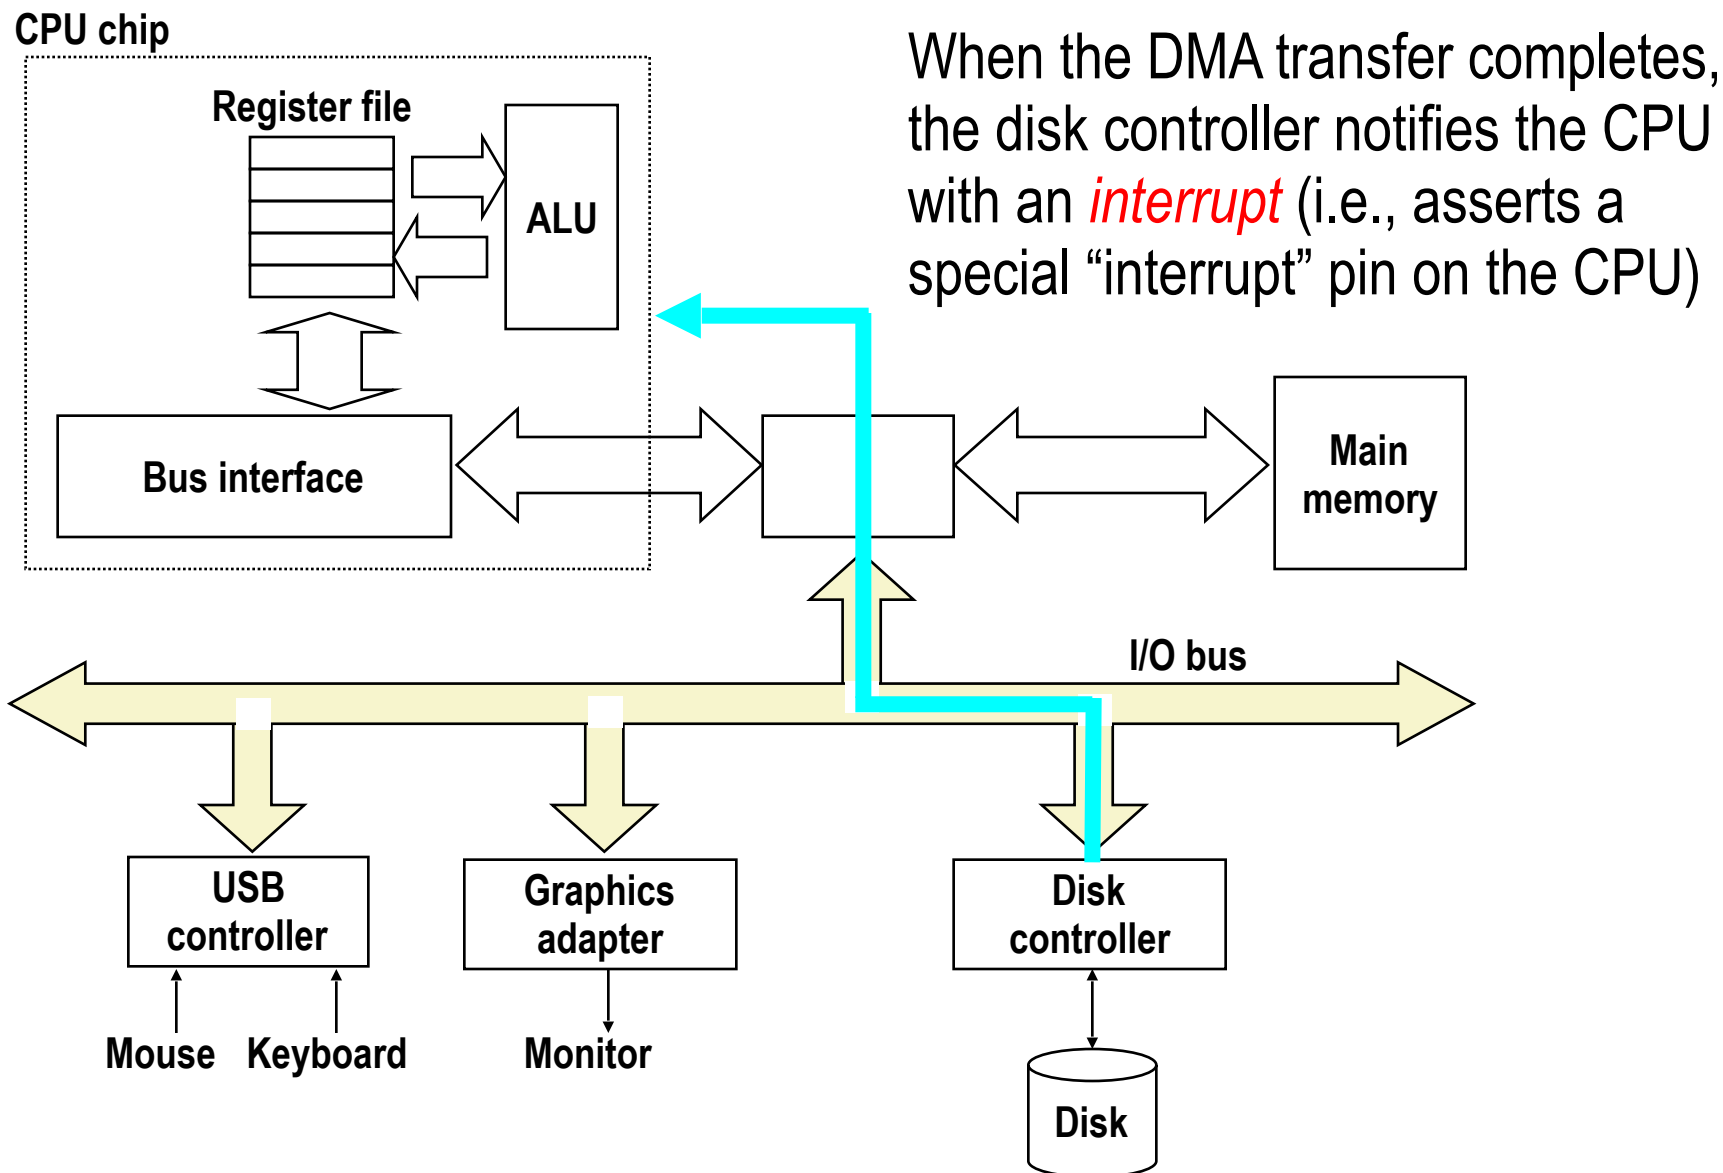 CPU chip
When the DMA transfer completes,
the disk controller notifies the CPU
with an interrupt (i.e., asserts a
special “interrupt” pin on the CPU)
Register file
ALU
Bus interface
Main
memory
I/O bus
USB
controller
Graphics
adapter
Disk
controller
Mouse
Keyboard
Monitor
Disk